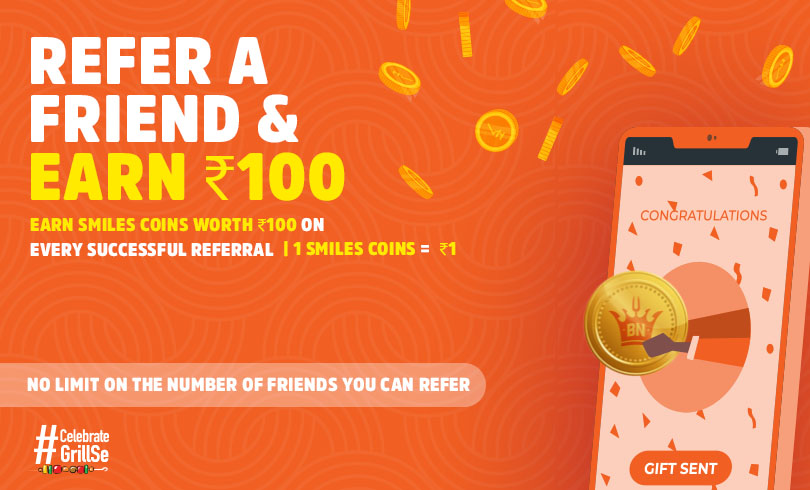 REFER A
FRIEND &
EARN ₹100
EARN SMILES COINS WORTH ₹100 ON
EVERY SUCCESSFUL REFERRAL | 1 SMILES COINS = ₹1
NO LIMIT ON THE NUMBER OF FRIENDS YOU CAN REFER
#Celebrate
GrillSe
CONGRATULATIONS
BN
GIFT SENT